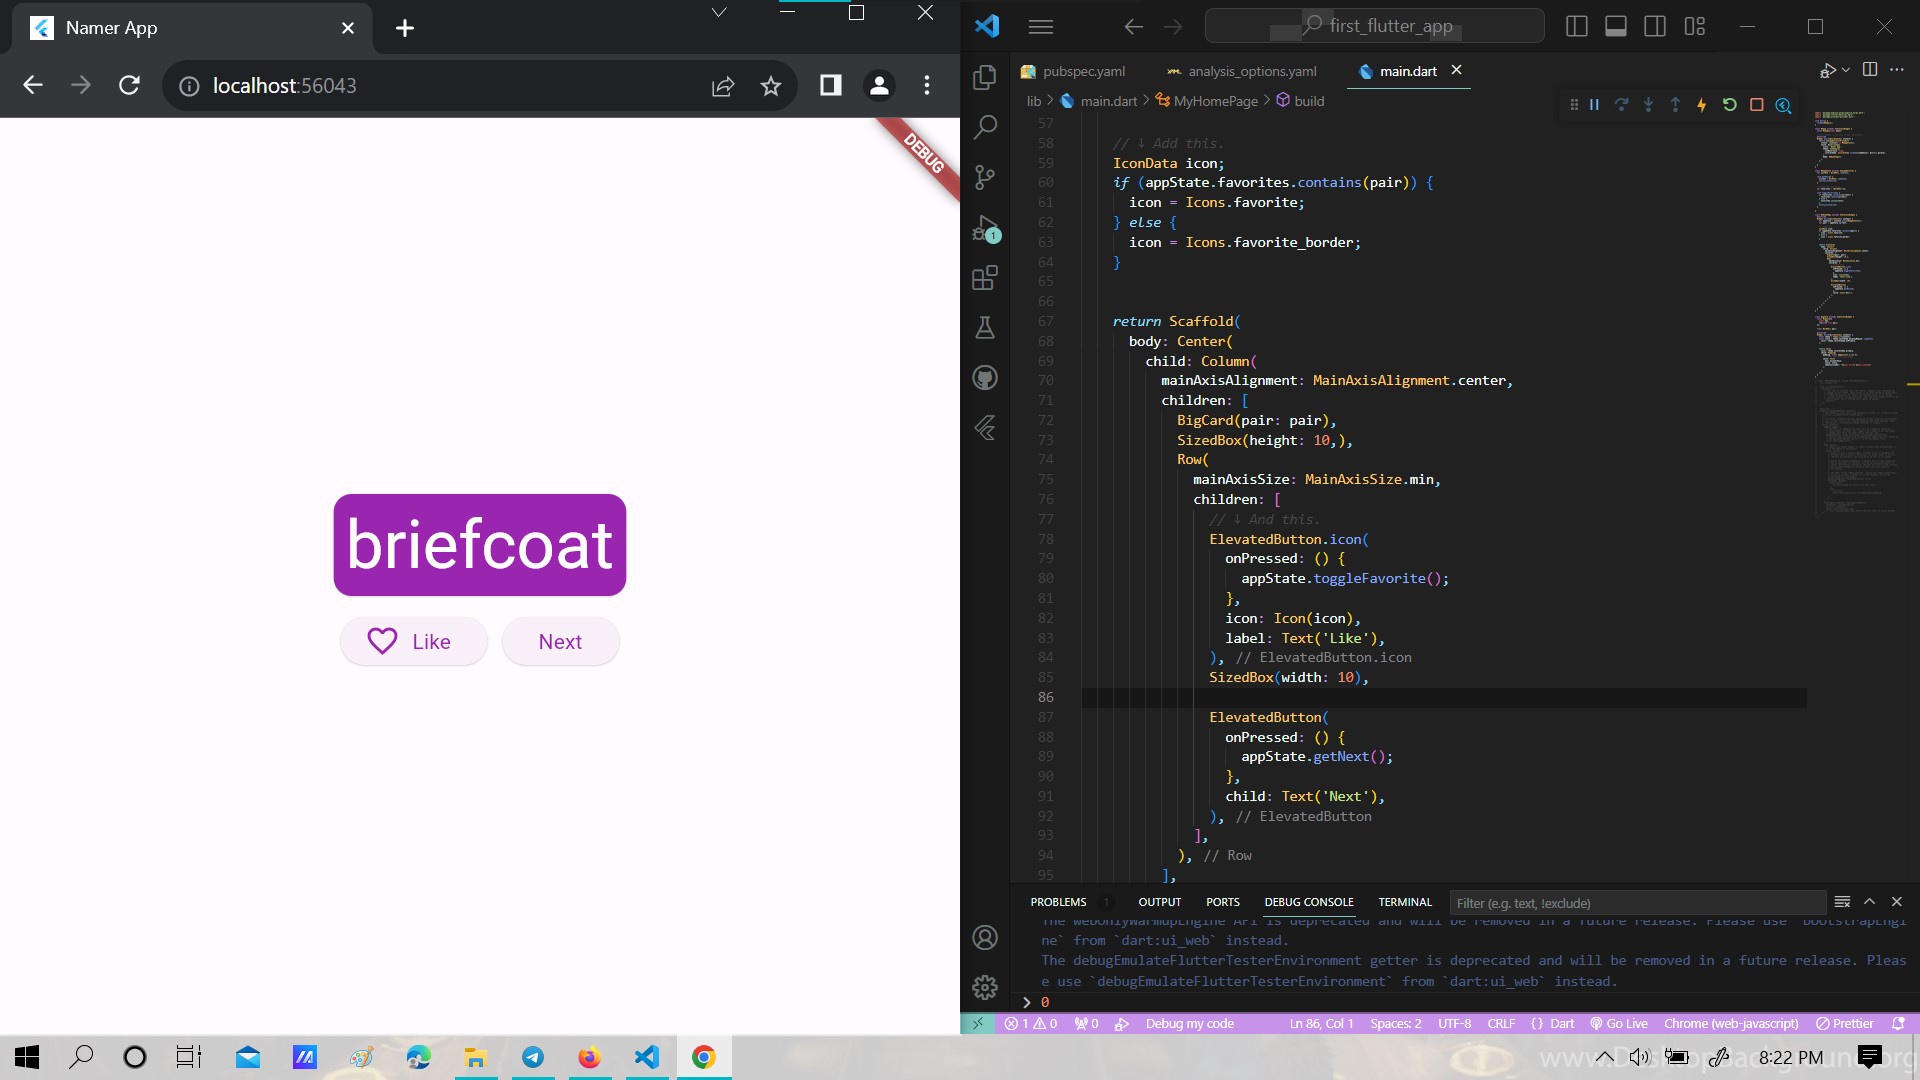 Namer App
localhost:56043
DEBUG
briefcoat
Like
Next
first_flutter_app
pubspec.yaml
analysis_options.yaml
main.dart
lib > main.dart > MyHomePage > build
57
58 // ↓ Add this.
59 IconData icon;
60 if (appState.favorites.contains(pair)) {
61 icon = Icons.favorite;
62 } else {
63 icon = Icons.favorite_border;
64 }
65
66
67 return Scaffold(
68 body: Center(
69 child: Column(
70 mainAxisAlignment: MainAxisAlignment.center,
71 children: [
72 BigCard(pair: pair),
73 SizedBox(height: 10,),
74 Row(
75 mainAxisSize: MainAxisSize.min,
76 children: [
77 // ↓ And this.
78 ElevatedButton.icon(
79 onPressed: () {
80 appState.toggleFavorite();
81 },
82 icon: Icon(icon),
83 label: Text('Like'),
84 ), // ElevatedButton.icon
85 SizedBox(width: 10),
86
87 ElevatedButton(
88 onPressed: () {
89 appState.getNext();
90 },
91 child: Text('Next'),
92 ), // ElevatedButton
93 ],
94 ), // Row
95 ],
PROBLEMS 1 OUTPUT PORTS DEBUG CONSOLE TERMINAL Filter (e.g. text, !exclude)
The webOnlyWarmupEngine API is deprecated and will be removed in a future release. Please use `bootstrapEngi
ne` from `dart:ui_web` instead.
The debugEmulateFlutterTesterEnvironment getter is deprecated and will be removed in a future release. Pleas
e use `debugEmulateFlutterTesterEnvironment` from `dart:ui_web` instead.
> 0
1 0 0 Debug my code Ln 86, Col 1 Spaces: 2 UTF-8 CRLF {} Dart Go Live Chrome (web-javascript) Prettier
8:22 PM